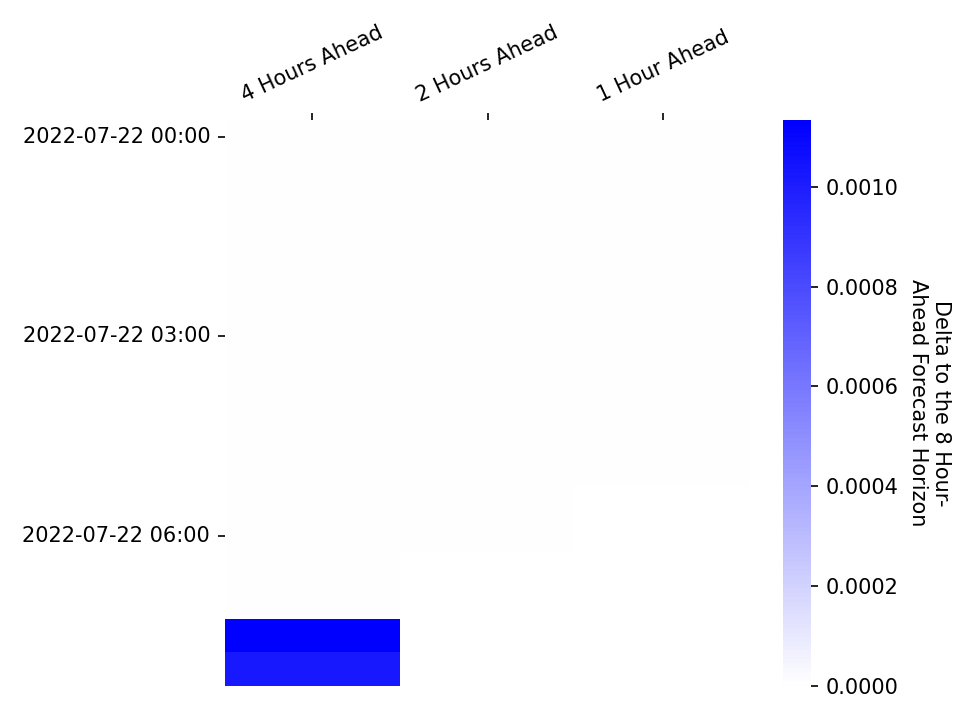 4 Hours Ahead
2 Hours Ahead
1 Hour Ahead
2022-07-22 00:00
2022-07-22 03:00
2022-07-22 06:00
0.0010
0.0008
0.0006
0.0004
0.0002
0.0000
Delta to the 8 Hour-
Ahead Forecast Horizon